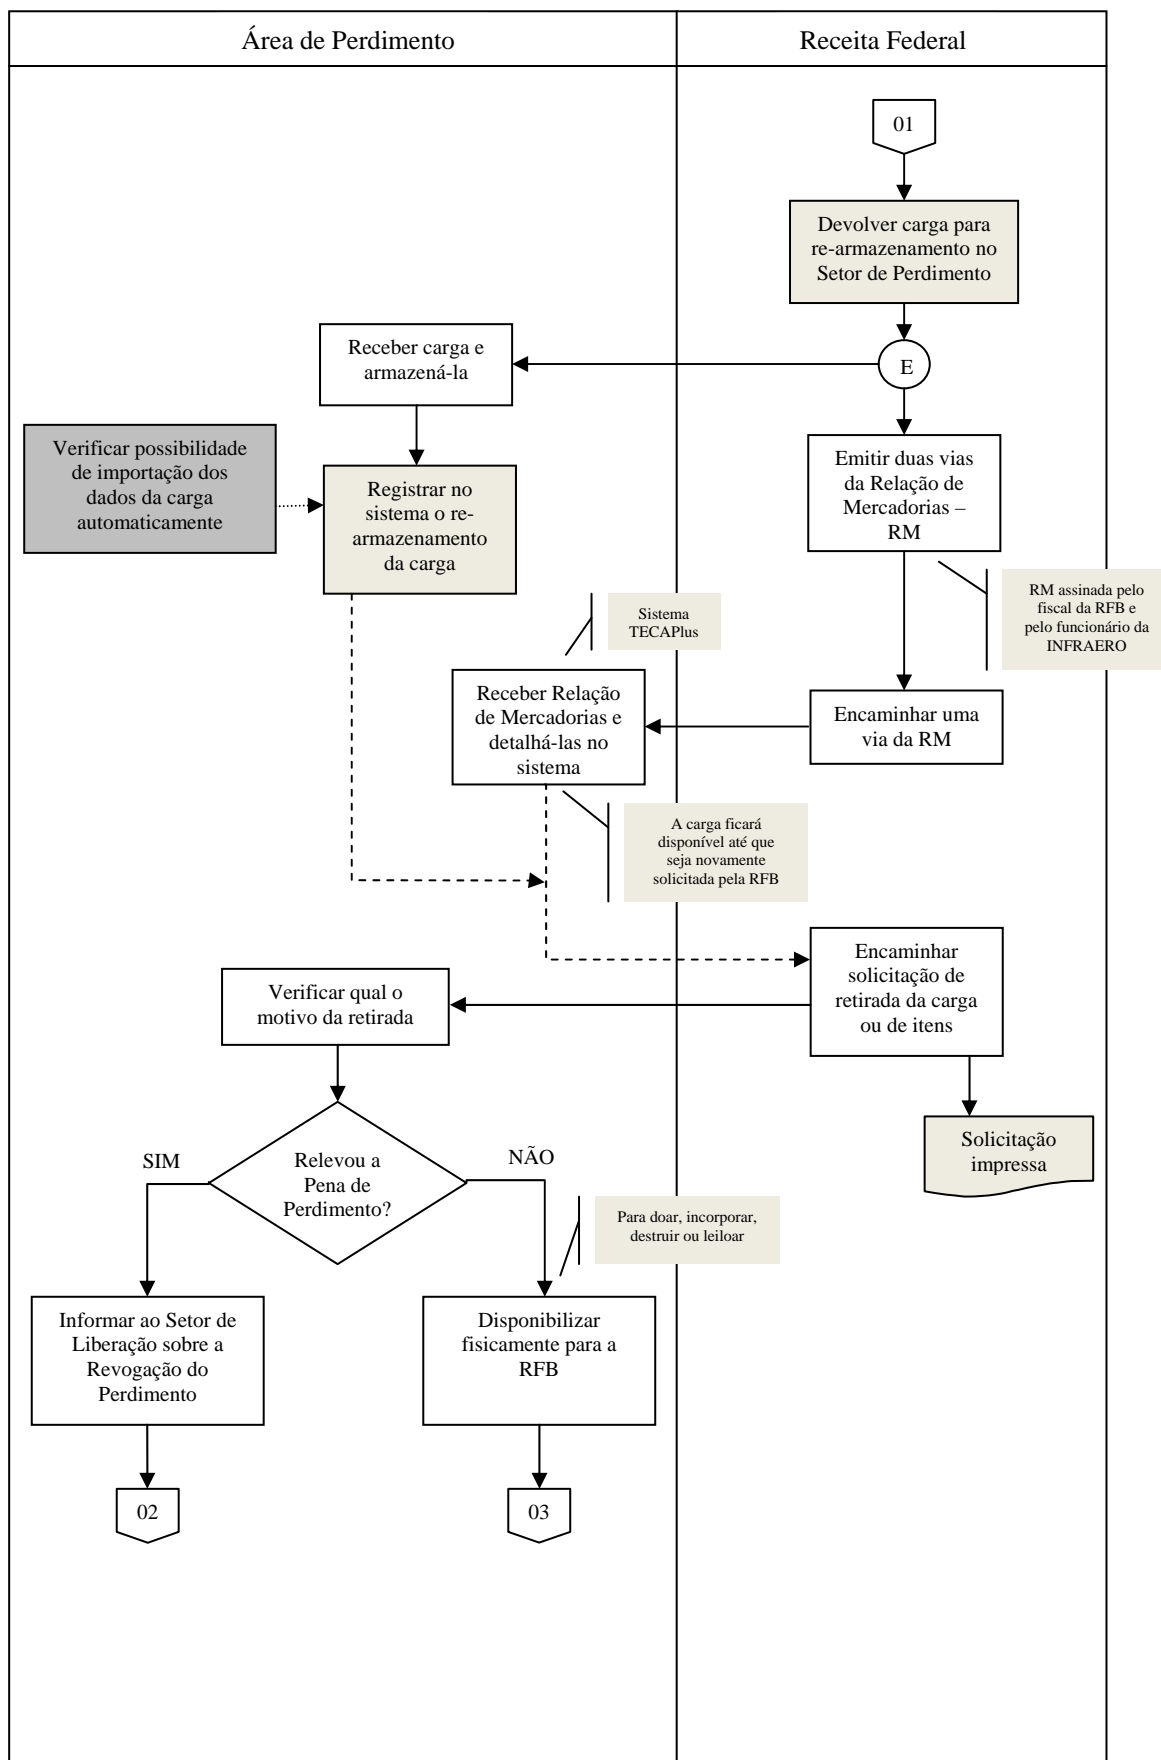 Área de Perdimento
Receita Federal
01
Devolver carga para
re-armazenamento no
Setor de Perdimento
E
Receber carga e
armazená-la
Verificar possibilidade
de importação dos
dados da carga
automaticamente
Registrar no
sistema o re-
armazenamento
da carga
Emitir duas vias
da Relação de
Mercadorias –
RM
RM assinada pelo
fiscal da RFB e
pelo funcionário da
INFRAERO
Sistema
TECAPlus
Receber Relação
de Mercadorias e
detalhá-las no
sistema
Encaminhar uma
via da RM
A carga ficará
disponível até que
seja novamente
solicitada pela RFB
Encaminhar
solicitação de
retirada da carga
ou de itens
Verificar qual o
motivo da retirada
Solicitação
impressa
SIM
Relevou a
Pena de
Perdimento?
NÃO
Para doar, incorporar,
destruir ou leiloar
Informar ao Setor de
Liberação sobre a
Revogação do
Perdimento
Disponibilizar
fisicamente para a
RFB
02
03